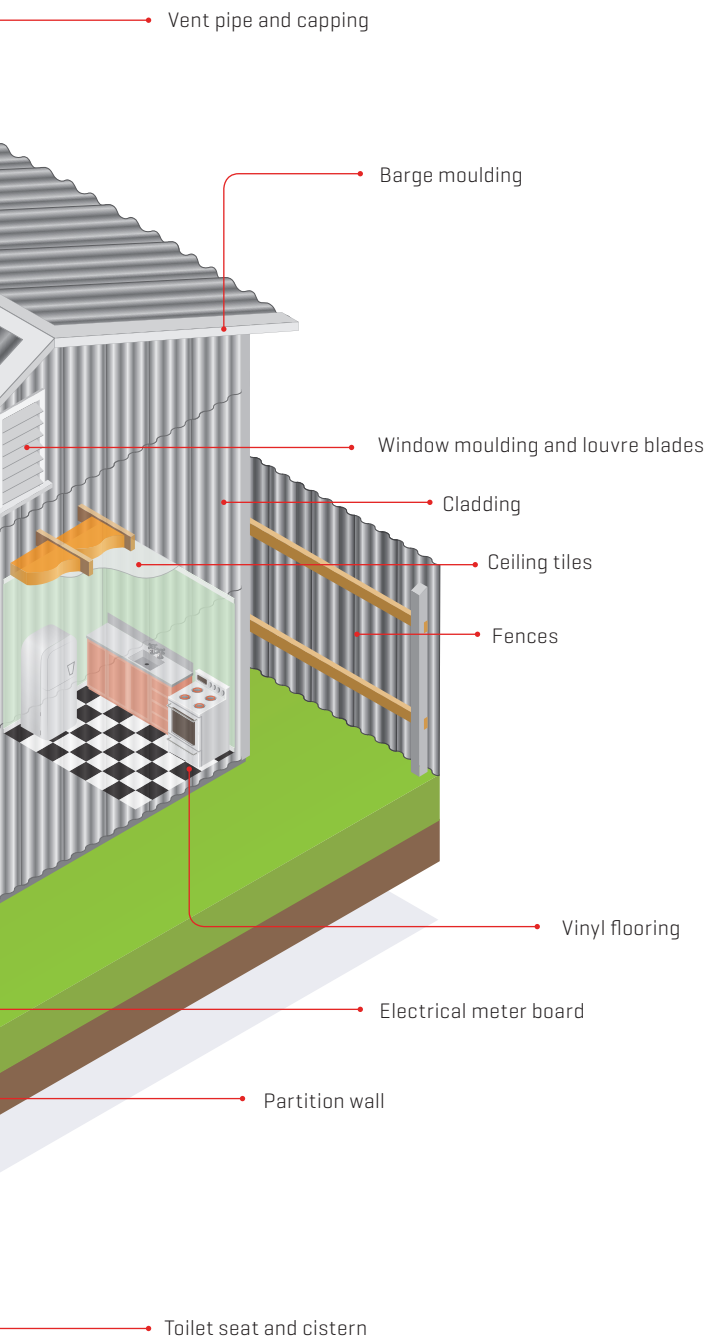 Vent pipe and capping
Barge moulding
Window moulding and louvre blades
Cladding
Ceiling tiles
Fences
Vinyl flooring
Electrical meter board
Partition wall
Toilet seat and cistern